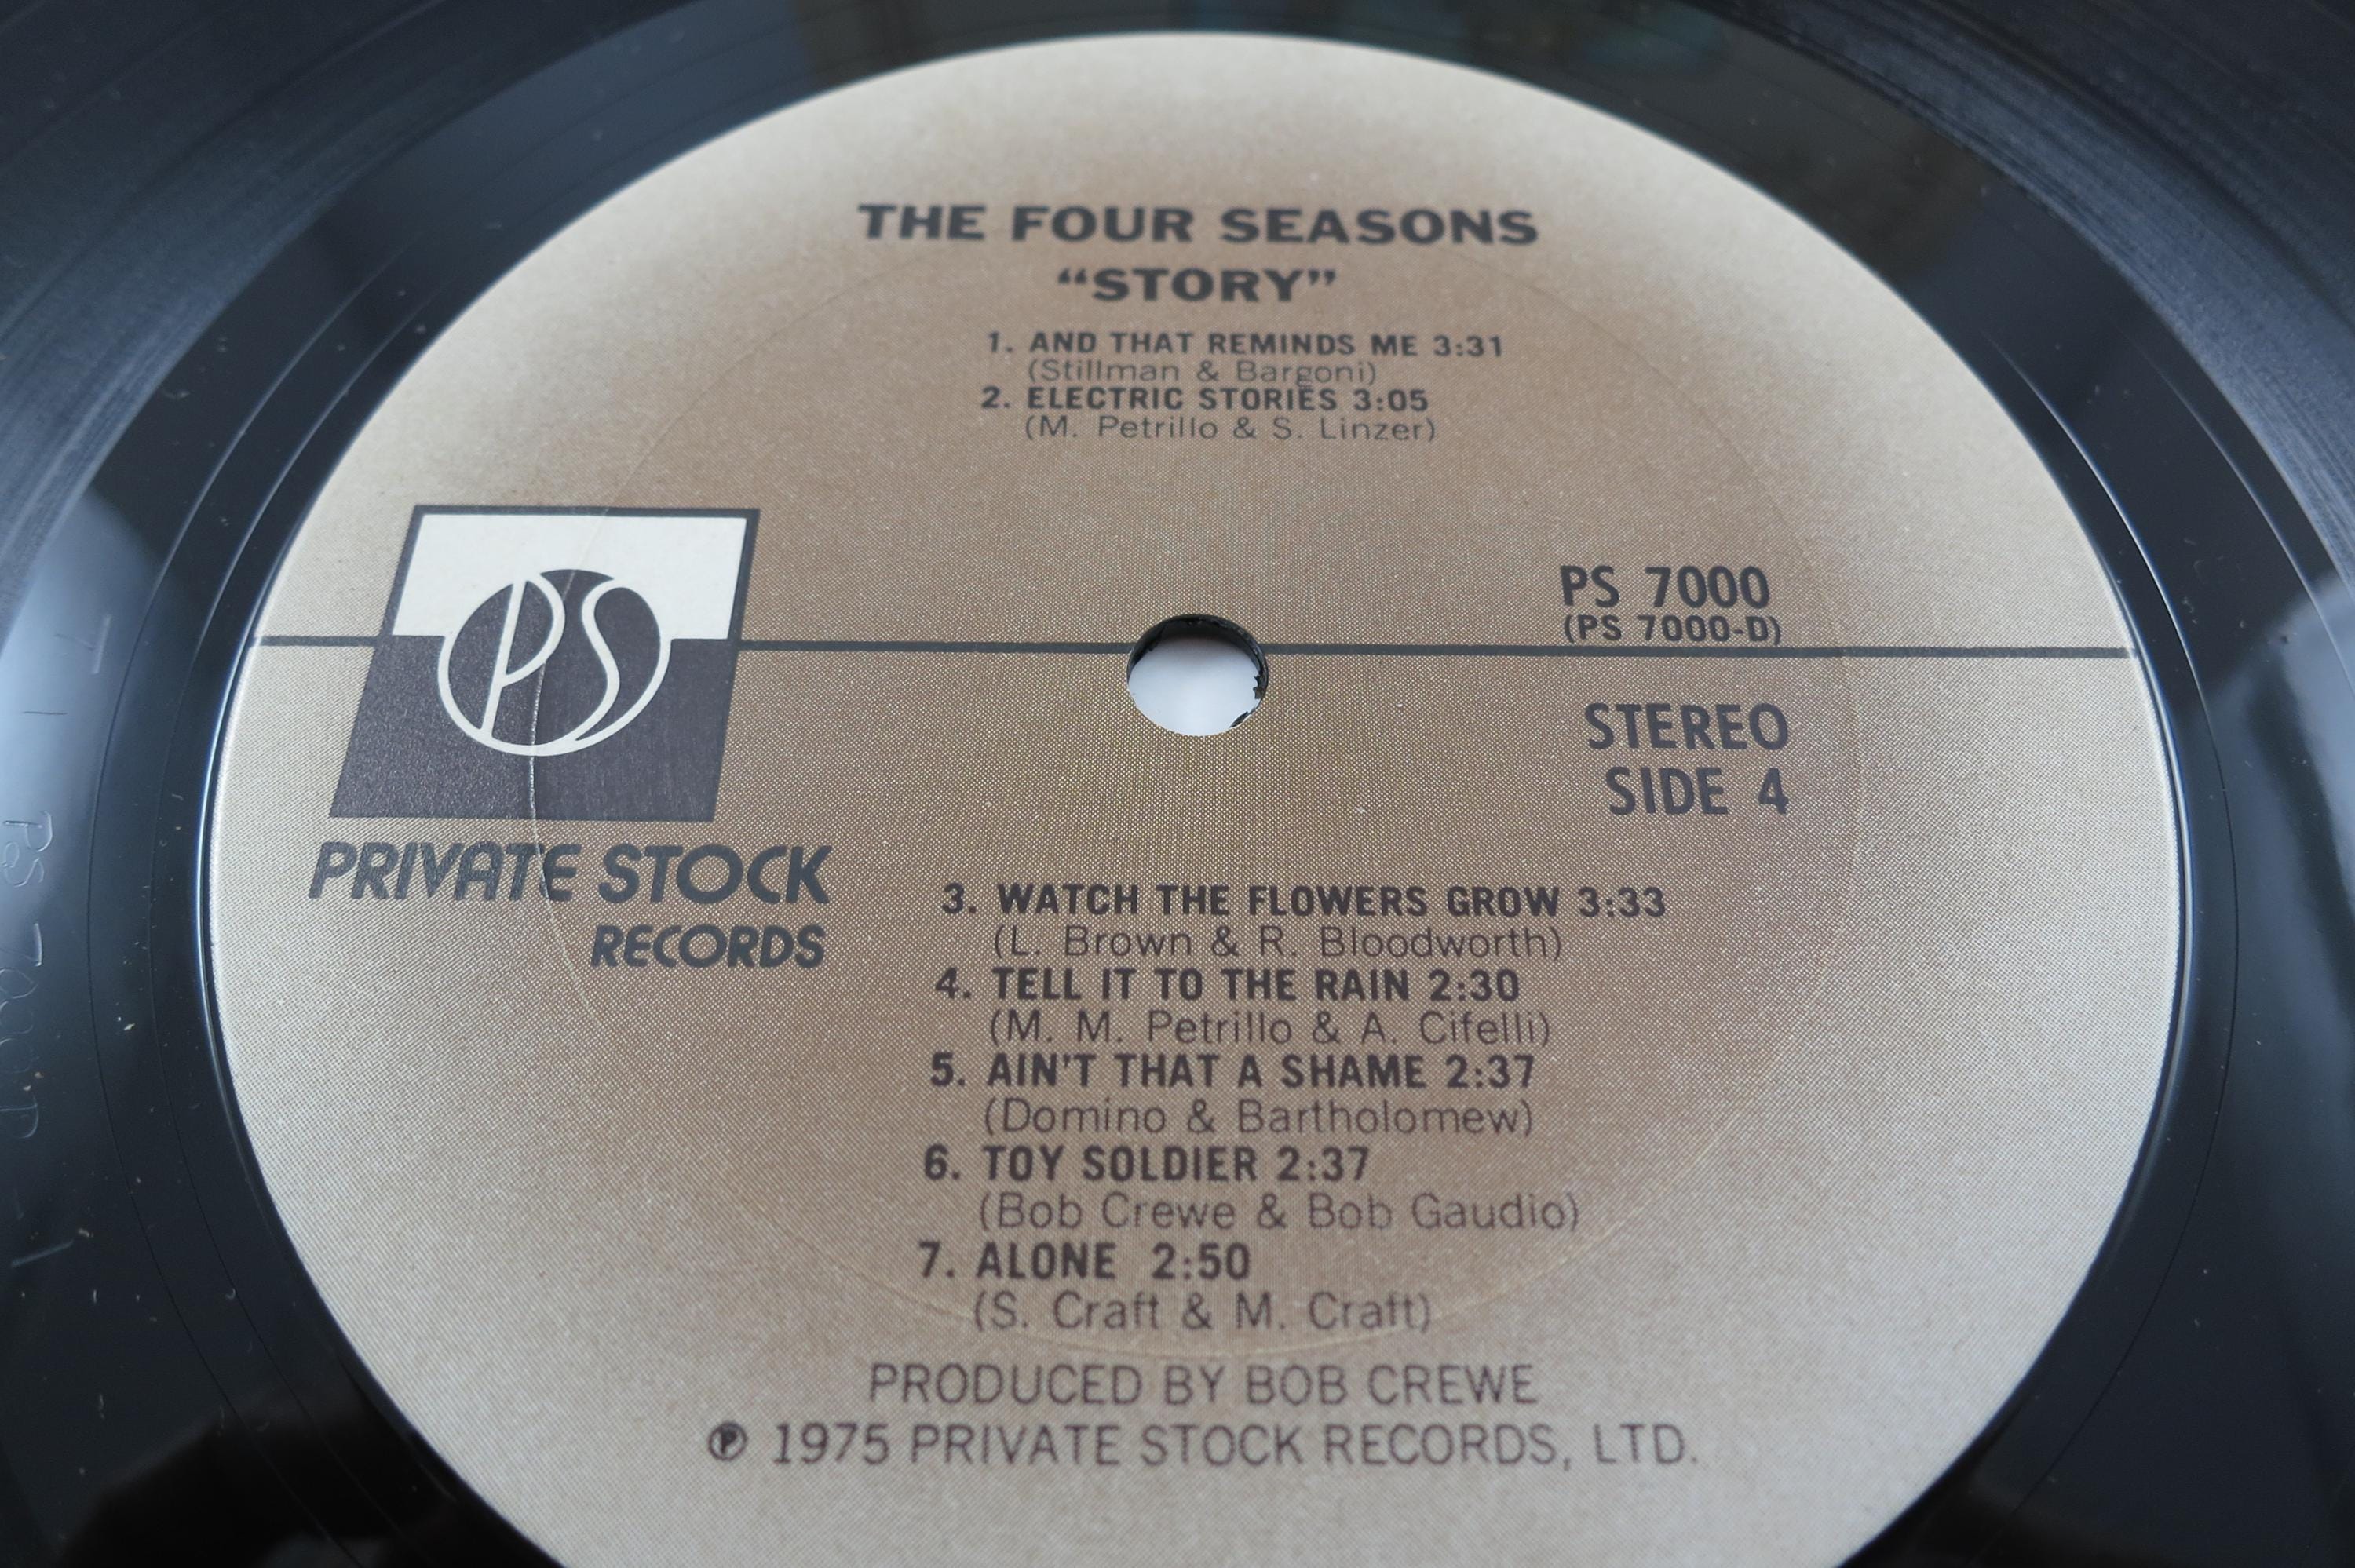 THE FOUR SEASONS
“STORY”
1. AND THAT REMINDS ME 3:31
(Stillman & Bargoni)
2. ELECTRIC STORIES 3:05
(M. Petrillo & S. Linzer)
PS
PRIVATE STOCK
RECORDS
PS 7000
(PS 7000-D)
STEREO
SIDE 4
3. WATCH THE FLOWERS GROW 3:33
(L. Brown & R. Bloodworth)
4. TELL IT TO THE RAIN 2:30
(M. M. Petrillo & A. Cifelli)
5. AIN'T THAT A SHAME 2:37
(Domino & Bartholomew)
6. TOY SOLDIER 2:37
(Bob Crewe & Bob Gaudio)
7. ALONE 2:50
(S. Craft & M. Craft)
PRODUCED BY BOB CREWE
℗ 1975 PRIVATE STOCK RECORDS, LTD.